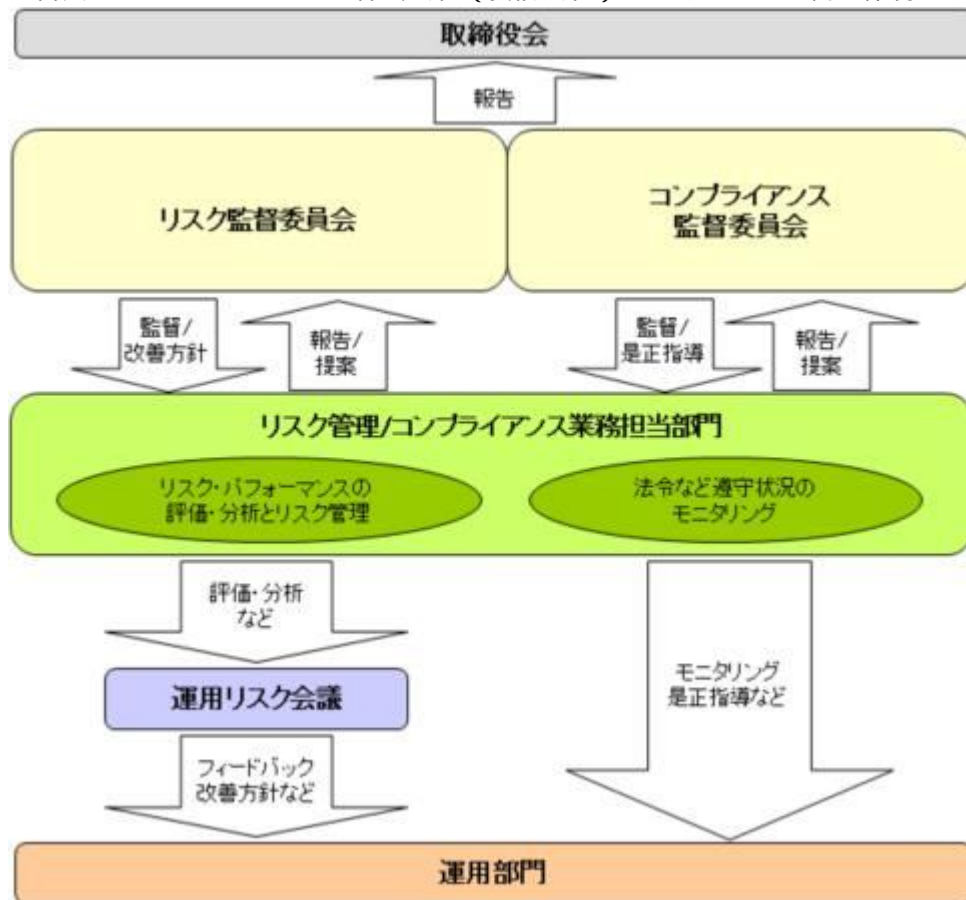 取締役会
報告
リスク監督委員会
コンプライアンス
監督委員会
監督/
改善方針
報告/
提案
監督/
是正指導
報告/
提案
リスク管理/コンプライアンス業務担当部門
リスク・パフォーマンスの
評価・分析とリスク管理
法令など遵守状況の
モニタリング
評価・分析
など
運用リスク会議
モニタリング
是正指導など
フィードバック
改善方針など
運用部門